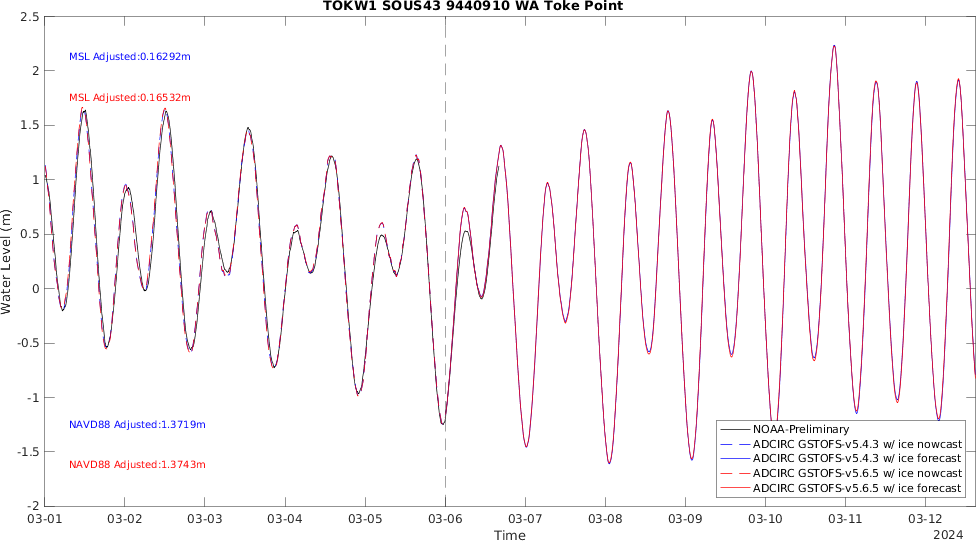 TOKW1 SOUS43 9440910 WA Toke Point
2.5
2
1.5
1
0.5
0
-0.5
-1
-1.5
-2
Water Level (m)
MSL Adjusted:0.16292m
MSL Adjusted:0.16532m
NAVD88 Adjusted:1.3719m
NAVD88 Adjusted:1.3743m
NOAA-Preliminary
ADCIRC GSTOFS-v5.4.3 w/ ice nowcast
ADCIRC GSTOFS-v5.4.3 w/ ice forecast
ADCIRC GSTOFS-v5.6.5 w/ ice nowcast
ADCIRC GSTOFS-v5.6.5 w/ ice forecast
03-01 03-02 03-03 03-04 03-05 03-06 03-07 03-08 03-09 03-10 03-11 03-12
Time
2024